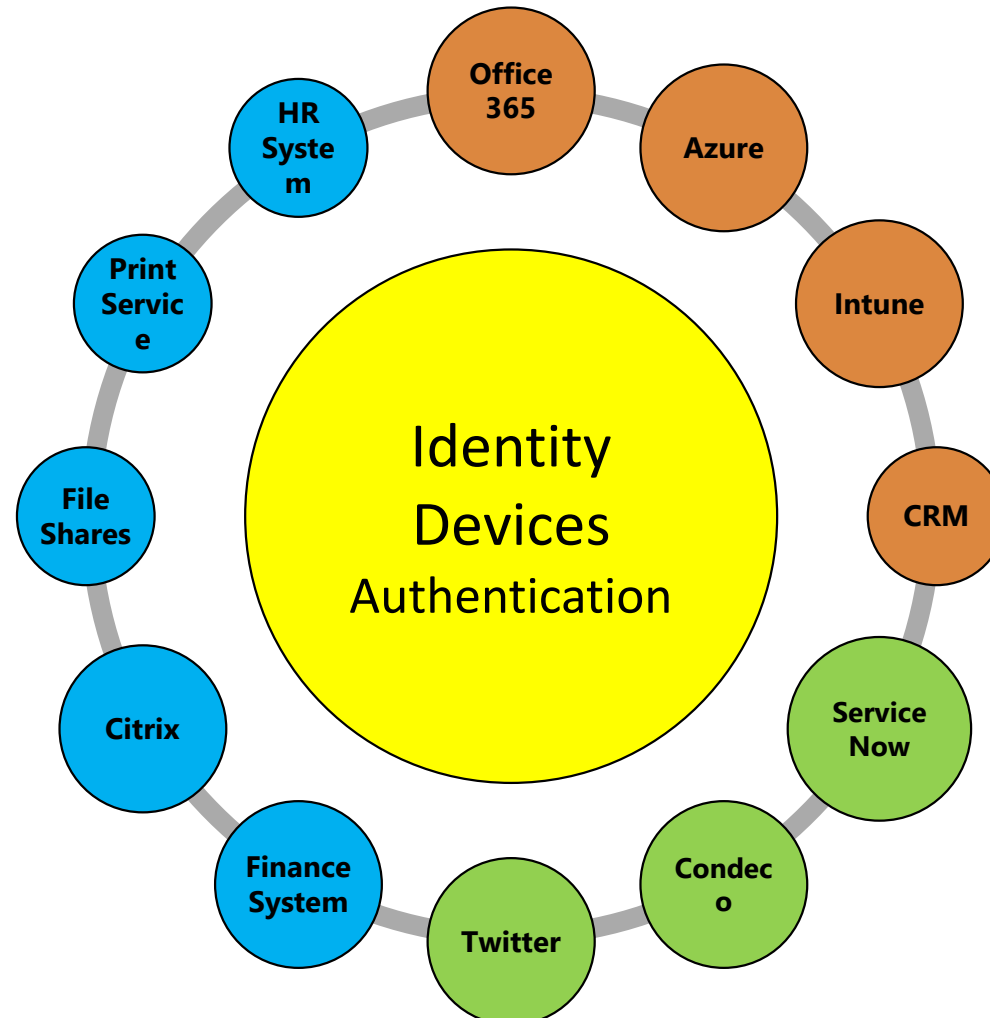 Office
365
Azure
Intune
CRM
Service
Now
Condec
o
Twitter
Finance
System
Citrix
File
Shares
Print
Servic
e
HR
Syste
m
Identity
Devices
Authentication